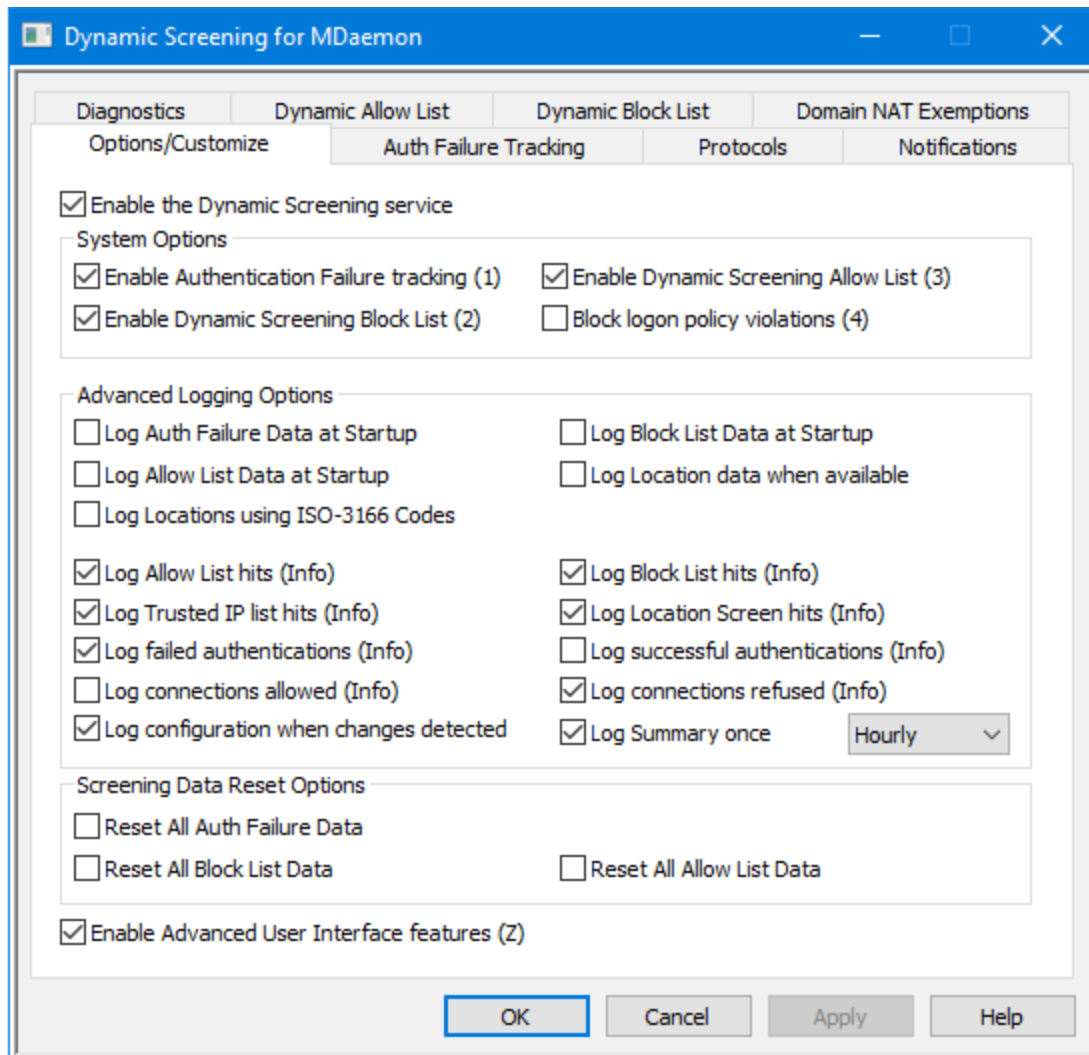 Dynamic Screening for MDaemon
Diagnostics Dynamic Allow List Dynamic Block List Domain NAT Exemptions
Options/Customize Auth Failure Tracking Protocols Notifications
Enable the Dynamic Screening service
System Options
Enable Authentication Failure tracking (1) Enable Dynamic Screening Allow List (3)
Enable Dynamic Screening Block List (2) Block logon policy violations (4)
Advanced Logging Options
Log Auth Failure Data at Startup Log Block List Data at Startup
Log Allow List Data at Startup Log Location data when available
Log Locations using ISO-3166 Codes
Log Allow List hits (Info) Log Block List hits (Info)
Log Trusted IP list hits (Info) Log Location Screen hits (Info)
Log failed authentications (Info) Log successful authentications (Info)
Log connections allowed (Info) Log connections refused (Info)
Log configuration when changes detected Log Summary once Hourly
Screening Data Reset Options
Reset All Auth Failure Data
Reset All Block List Data Reset All Allow List Data
Enable Advanced User Interface features (Z)
OK Cancel Apply Help